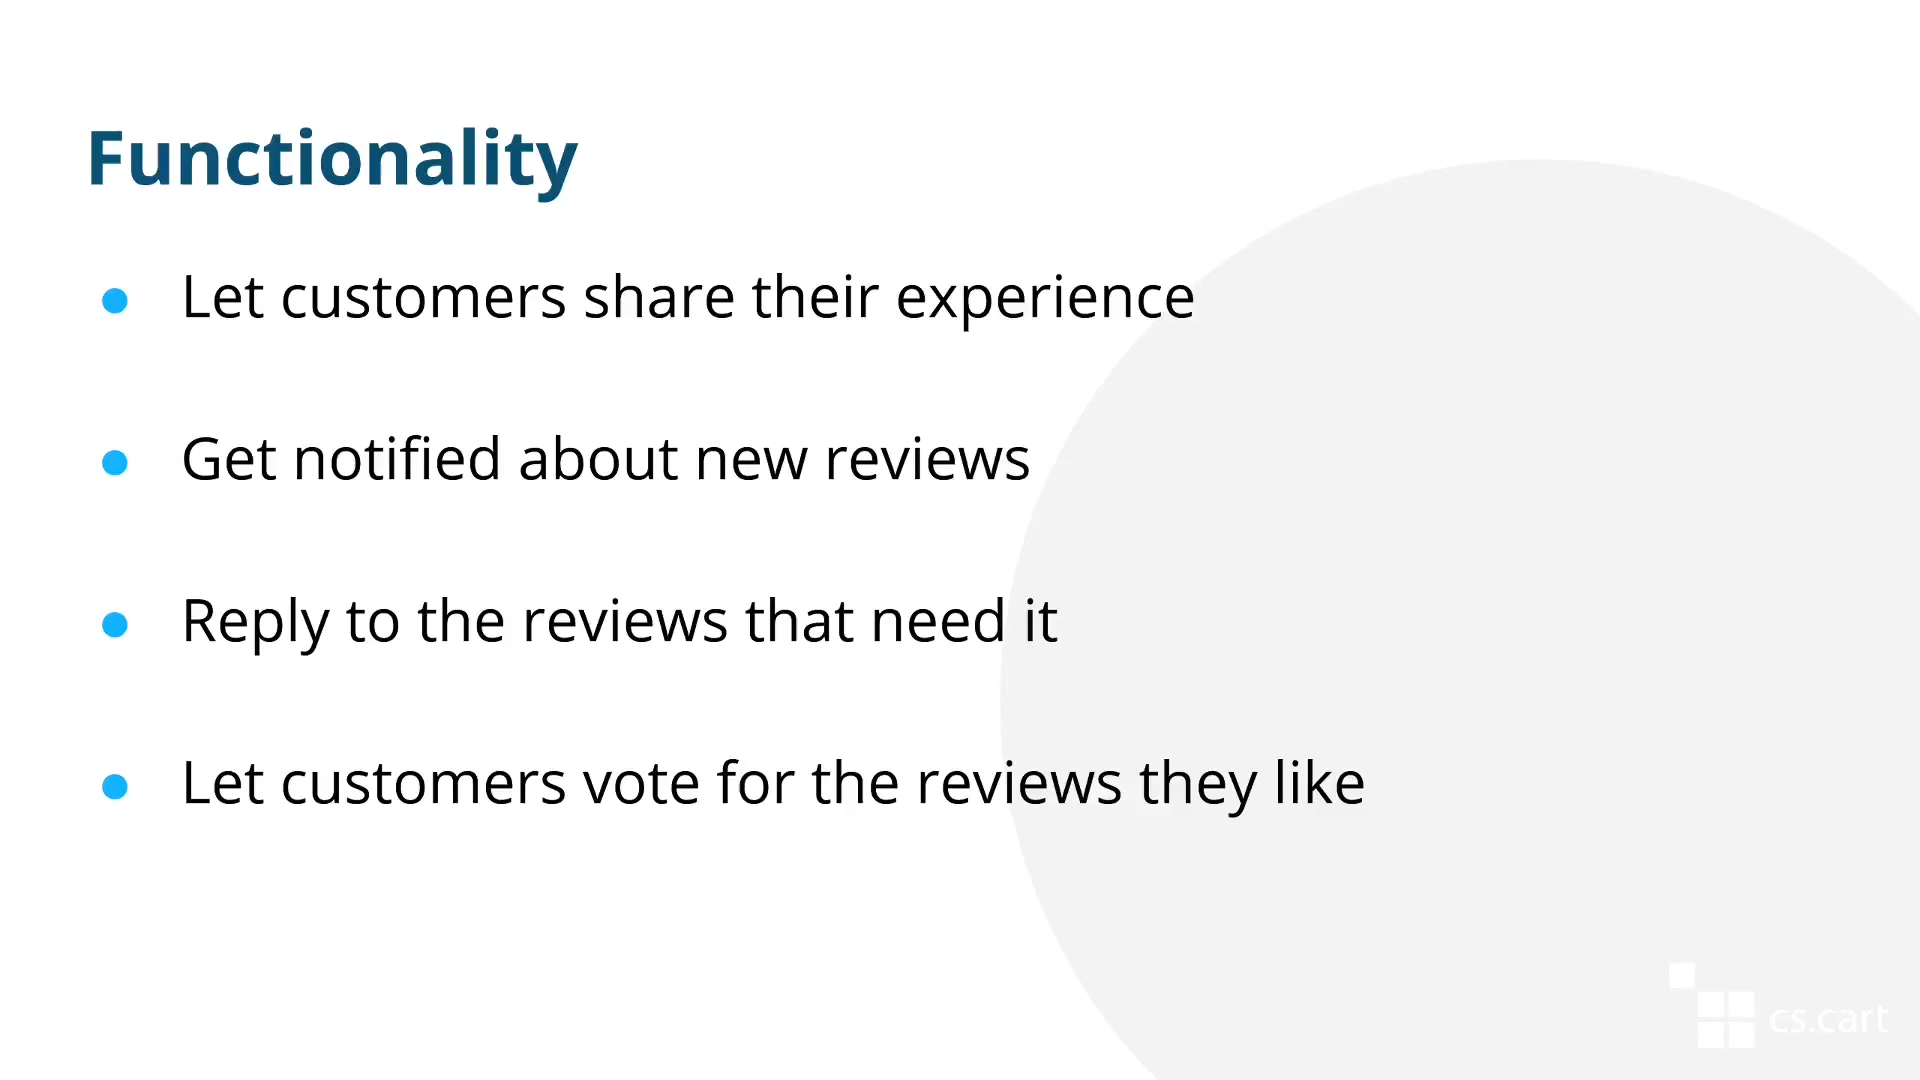 Functionality
● Let customers share their experience
● Get notified about new reviews
● Reply to the reviews that need it
● Let customers vote for the reviews they like
cs.cart